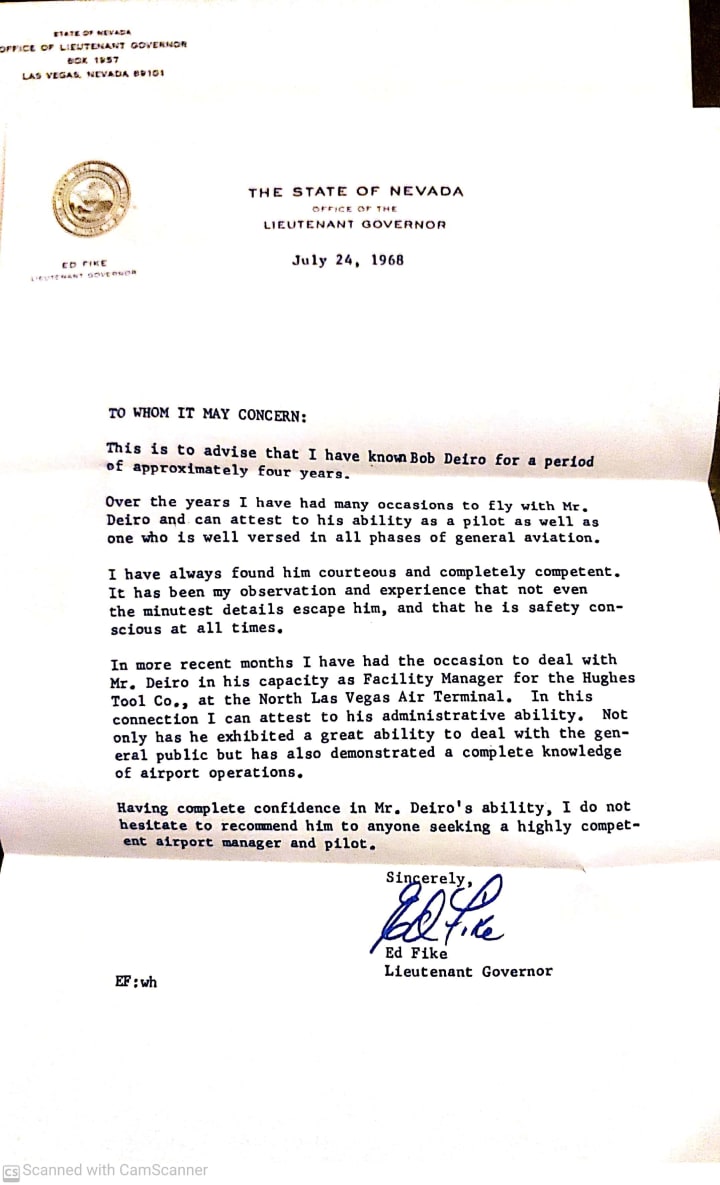 STATE OF NEVADA
OFFICE OF LIEUTENANT GOVERNOR
BOX 1957
LAS VEGAS, NEVADA 89101
THE STATE OF NEVADA
OFFICE OF THE
LIEUTENANT GOVERNOR
ED FIKE
LIEUTENANT GOVERNOR
July 24, 1968
TO WHOM IT MAY CONCERN:
This is to advise that I have known Bob Deiro for a period
of approximately four years.
Over the years I have had many occasions to fly with Mr.
Deiro and can attest to his ability as a pilot as well as
one who is well versed in all phases of general aviation.
I have always found him courteous and completely competent.
It has been my observation and experience that not even
the minutest details escape him, and that he is safety con-
scious at all times.
In more recent months I have had the occasion to deal with
Mr. Deiro in his capacity as Facility Manager for the Hughes
Tool Co., at the North Las Vegas Air Terminal. In this
connection I can attest to his administrative ability. Not
only has he exhibited a great ability to deal with the gen-
eral public but has also demonstrated a complete knowledge
of airport operations.
Having complete confidence in Mr. Deiro's ability, I do not
hesitate to recommend him to anyone seeking a highly compet-
ent airport manager and pilot.
Sincerely,
Ed Fike
Ed Fike
Lieutenant Governor
EF:wh
CS Scanned with CamScanner